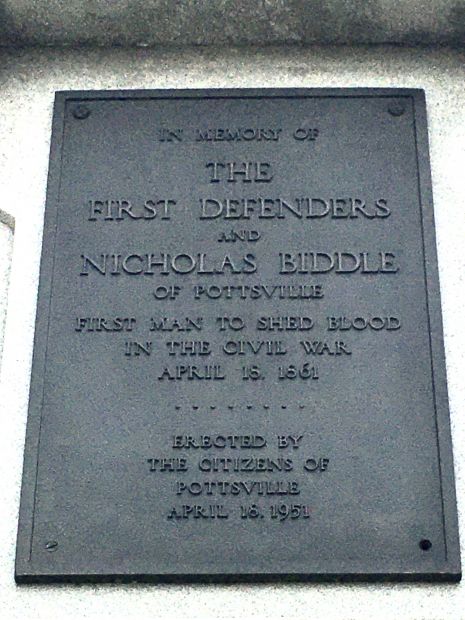 IN MEMORY OF
THE
FIRST DEFENDERS
AND
NICHOLAS BIDDLE
OF POTTSVILLE
FIRST MAN TO SHED BLOOD
IN THE CIVIL WAR
APRIL 18, 1861
ERECTED BY
THE CITIZENS OF
POTTSVILLE
APRIL 18, 1951